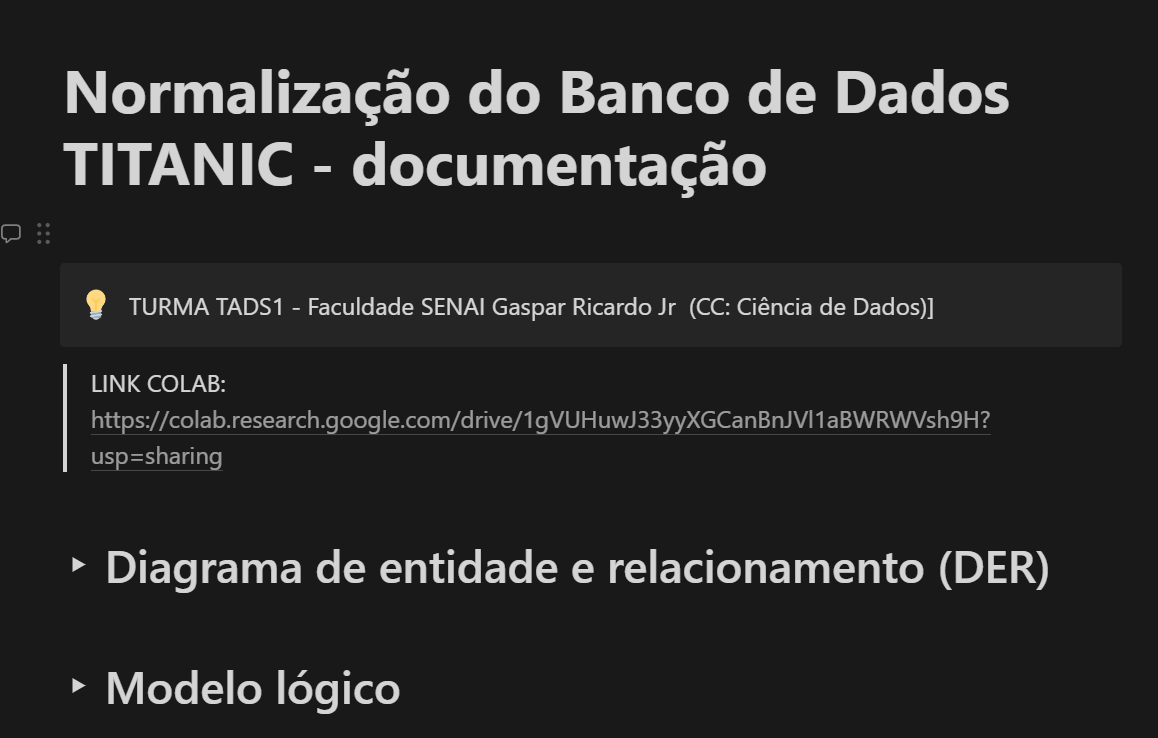 Normalização do Banco de Dados
TITANIC - documentação
TURMA TADS1 - Faculdade SENAI Gaspar Ricardo Jr  (CC: Ciência de Dados)]
LINK COLAB:
https://colab.research.google.com/drive/1gVUHuwJ33yyXGCanBnJVl1aBWRWVsh9H?
usp=sharing
Diagrama de entidade e relacionamento (DER)
Modelo lógico